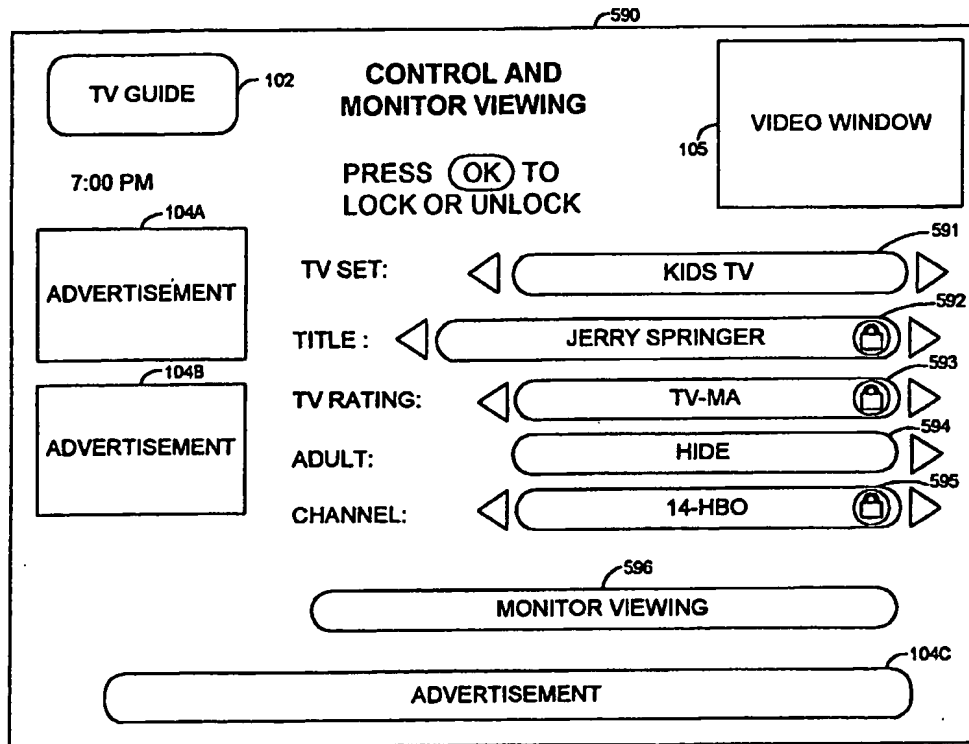 590
TV GUIDE
102
CONTROL AND
MONITOR VIEWING
VIDEO WINDOW
105
7:00 PM
PRESS OK TO
LOCK OR UNLOCK
104A
ADVERTISEMENT
591
TV SET:
KIDS TV
592
TITLE :
JERRY SPRINGER
104B
ADVERTISEMENT
593
TV RATING:
TV-MA
594
ADULT:
HIDE
595
CHANNEL:
14-HBO
596
MONITOR VIEWING
104C
ADVERTISEMENT